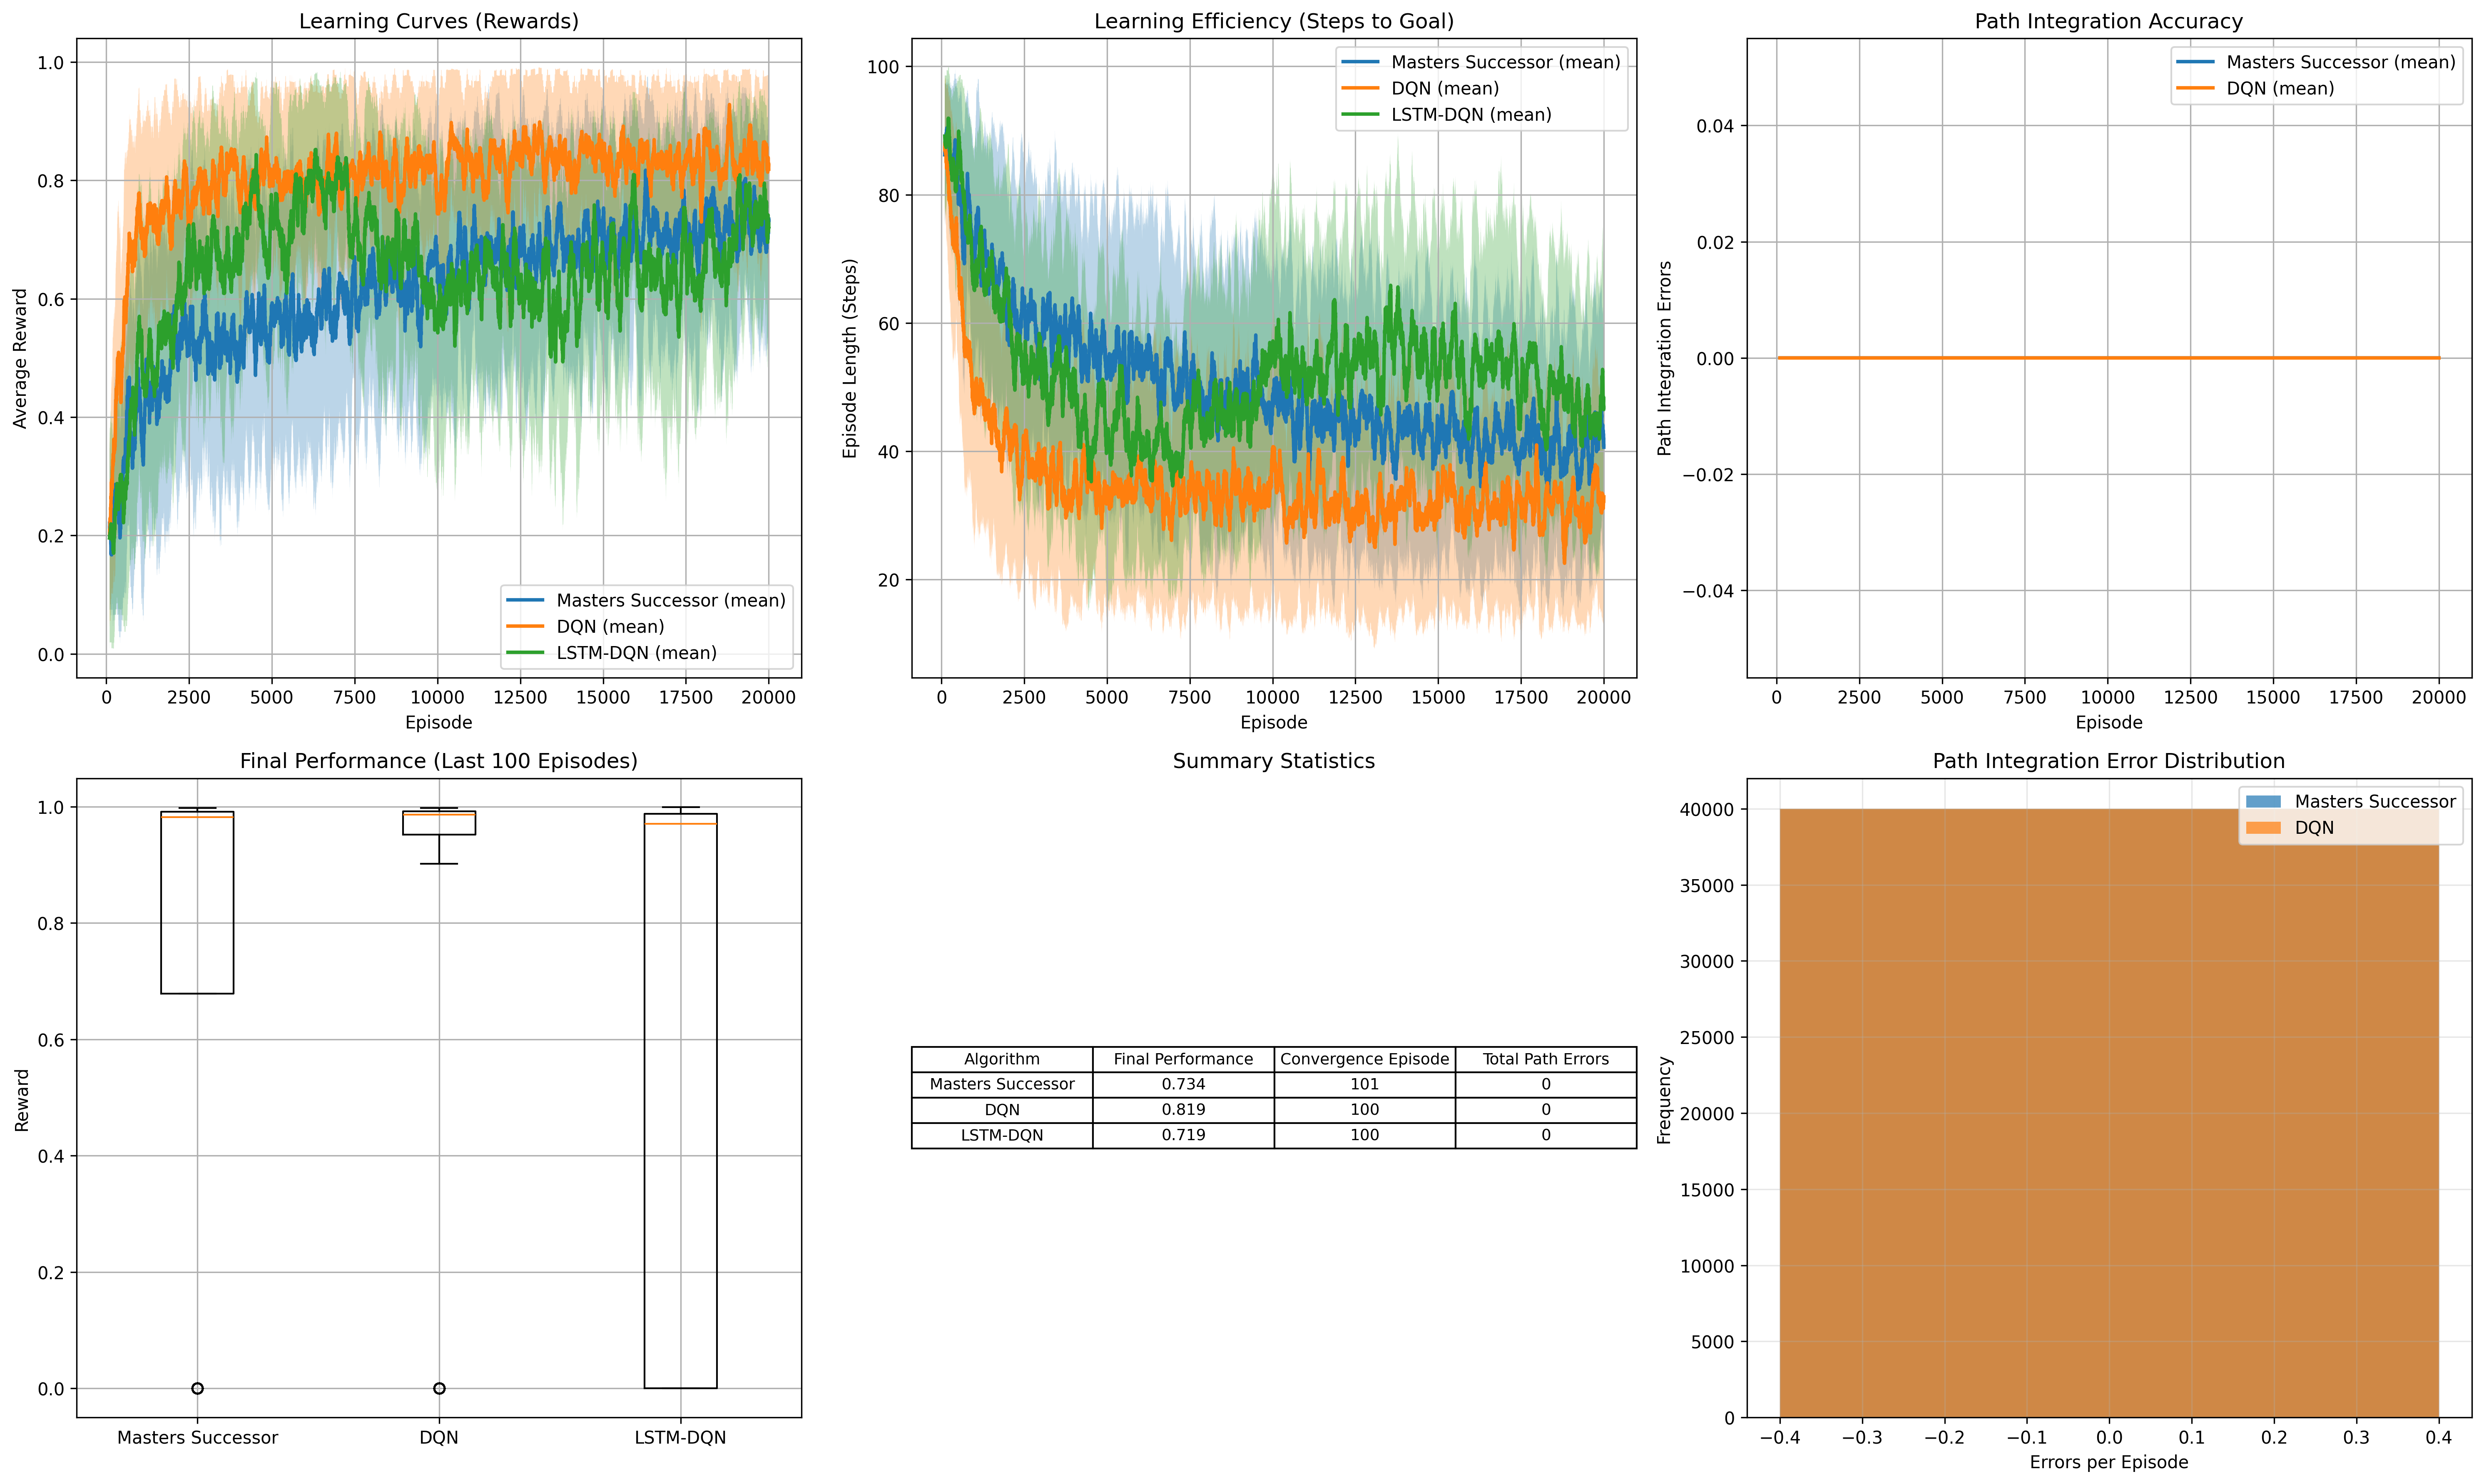 Learning Curves (Rewards)
Average Reward
1.0
0.8
0.6
0.4
0.2
0.0
Masters Successor (mean)
DQN (mean)
LSTM-DQN (mean)
0 2500 5000 7500 10000 12500 15000 17500 20000
Episode
Learning Efficiency (Steps to Goal)
Episode Length (Steps)
100
80
60
40
20
Masters Successor (mean)
DQN (mean)
LSTM-DQN (mean)
0 2500 5000 7500 10000 12500 15000 17500 20000
Episode
Path Integration Accuracy
Path Integration Errors
0.04
0.02
0.00
−0.02
−0.04
Masters Successor (mean)
DQN (mean)
0 2500 5000 7500 10000 12500 15000 17500 20000
Episode
Final Performance (Last 100 Episodes)
Reward
1.0
0.8
0.6
0.4
0.2
0.0
Masters Successor DQN LSTM-DQN
Summary Statistics
Algorithm Final Performance Convergence Episode Total Path Errors
Masters Successor 0.734 101 0
DQN 0.819 100 0
LSTM-DQN 0.719 100 0
Path Integration Error Distribution
Frequency
40000
35000
30000
25000
20000
15000
10000
5000
0
Masters Successor
DQN
−0.4 −0.3 −0.2 −0.1 0.0 0.1 0.2 0.3 0.4
Errors per Episode